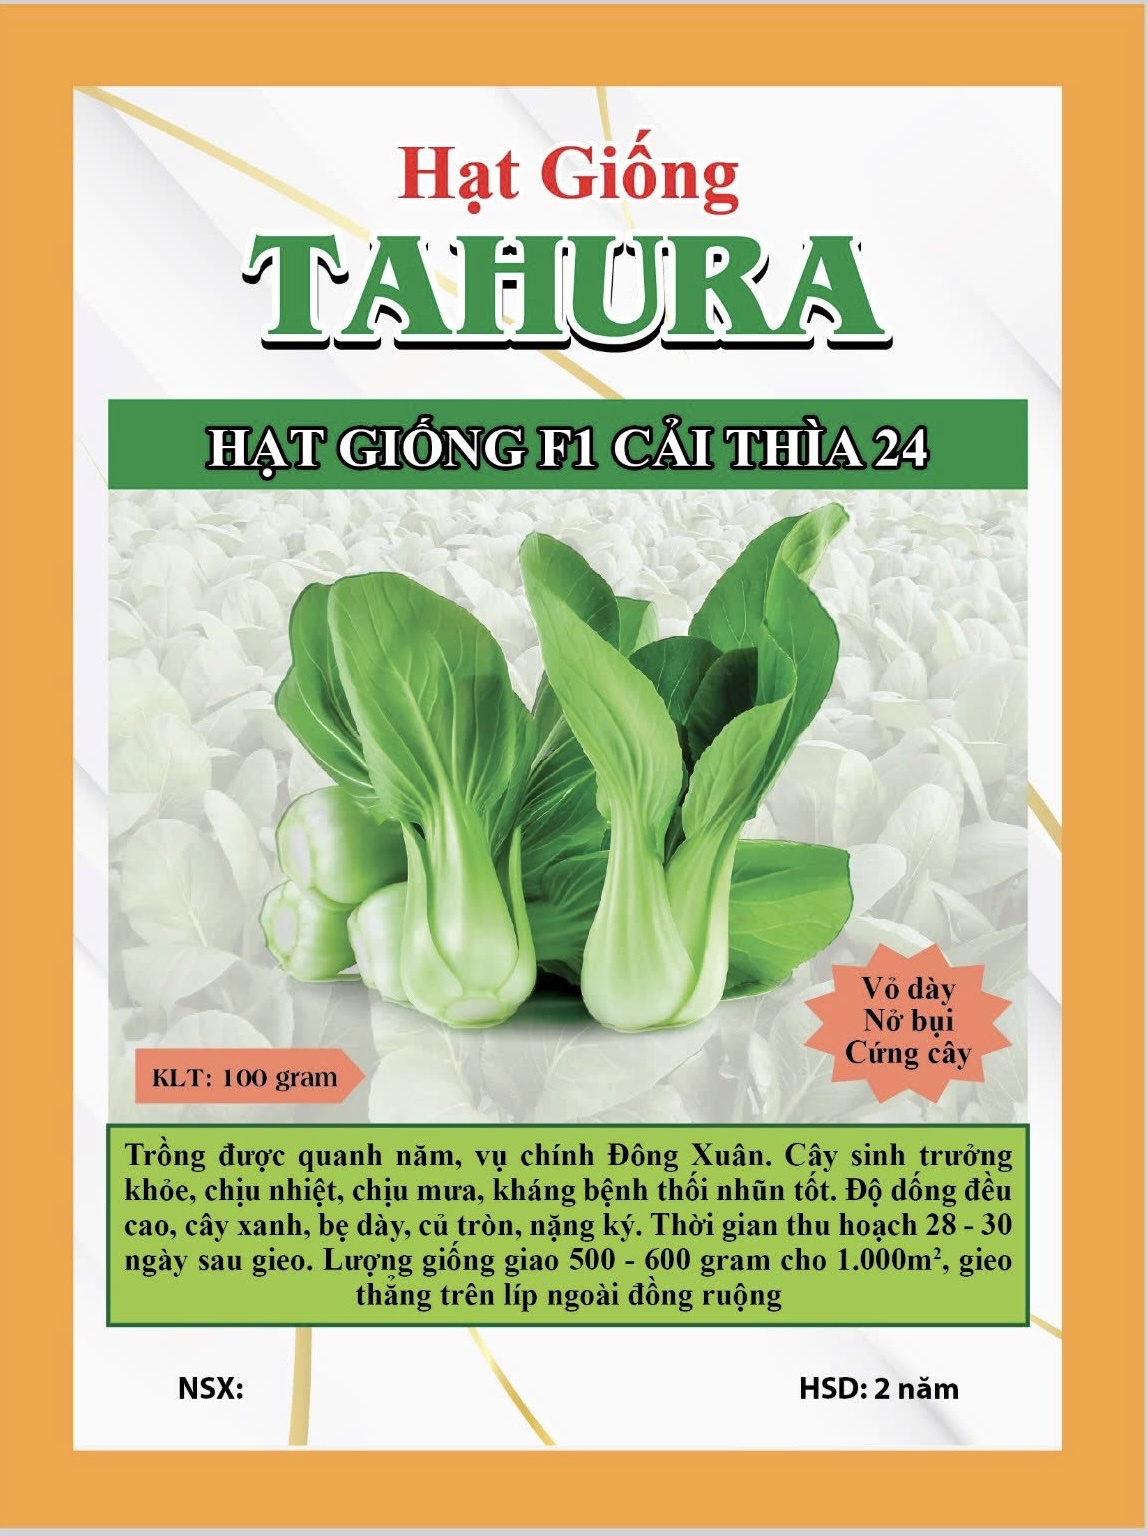 Hạt Giống
TAHURA
HẠT GIỐNG F1 CẢI THÌA 24
Vỏ dày
Nở bụi
Cứng cây
KLT: 100 gram
Trồng được quanh năm, vụ chính Đông Xuân. Cây sinh trưởng
khỏe, chịu nhiệt, chịu mưa, kháng bệnh thối nhũn tốt. Độ dống đều
cao, cây xanh, bẹ dày, củ tròn, nặng ký. Thời gian thu hoạch 28 - 30
ngày sau gieo. Lượng giống giao 500 - 600 gram cho 1.000m², gieo
thẳng trên líp ngoài đồng ruộng
NSX:
HSD: 2 năm